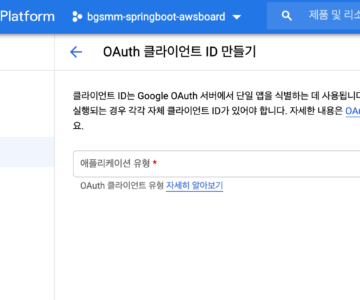 Platform bgsmm-springboot-awsboard 제품 및 리소
OAuth 클라이언트 ID 만들기
클라이언트 ID는 Google OAuth 서버에서 단일 앱을 식별하는 데 사용됩니다
실행되는 경우 각각 자체 클라이언트 ID가 있어야 합니다. 자세한 내용은 OAu
요.
애플리케이션 유형 *
OAuth 클라이언트 유형 자세히 알아보기